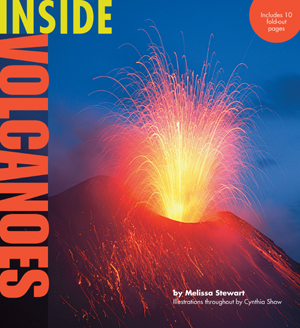 INSIDE
VOLCANOES
Includes 10
fold-out
pages
by Melissa Stewart
Illustrations throughout by Cynthia Shaw